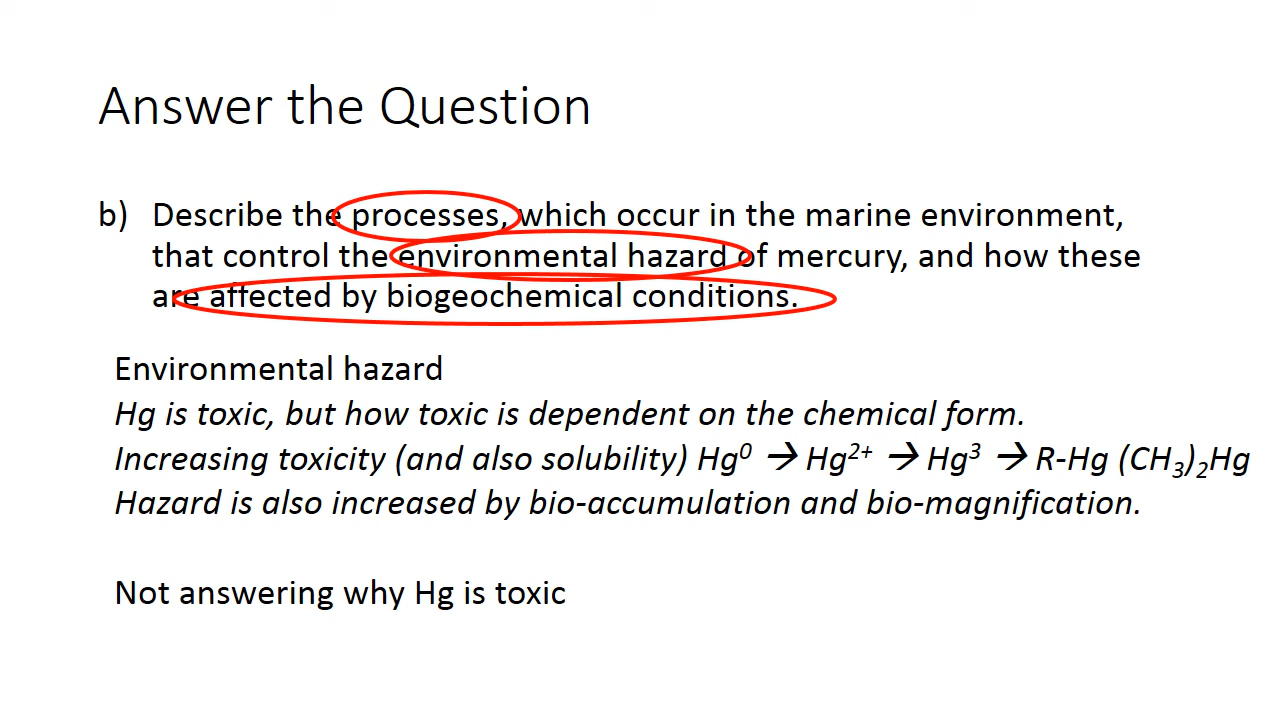 Answer the Question
b) Describe the processes, which occur in the marine environment,
that control the environmental hazard of mercury, and how these
are affected by biogeochemical conditions.
Environmental hazard
Hg is toxic, but how toxic is dependent on the chemical form.
Increasing toxicity (and also solubility) Hg⁰ → Hg²⁺ → Hg³ → R-Hg (CH₃)₂Hg
Hazard is also increased by bio-accumulation and bio-magnification.
Not answering why Hg is toxic